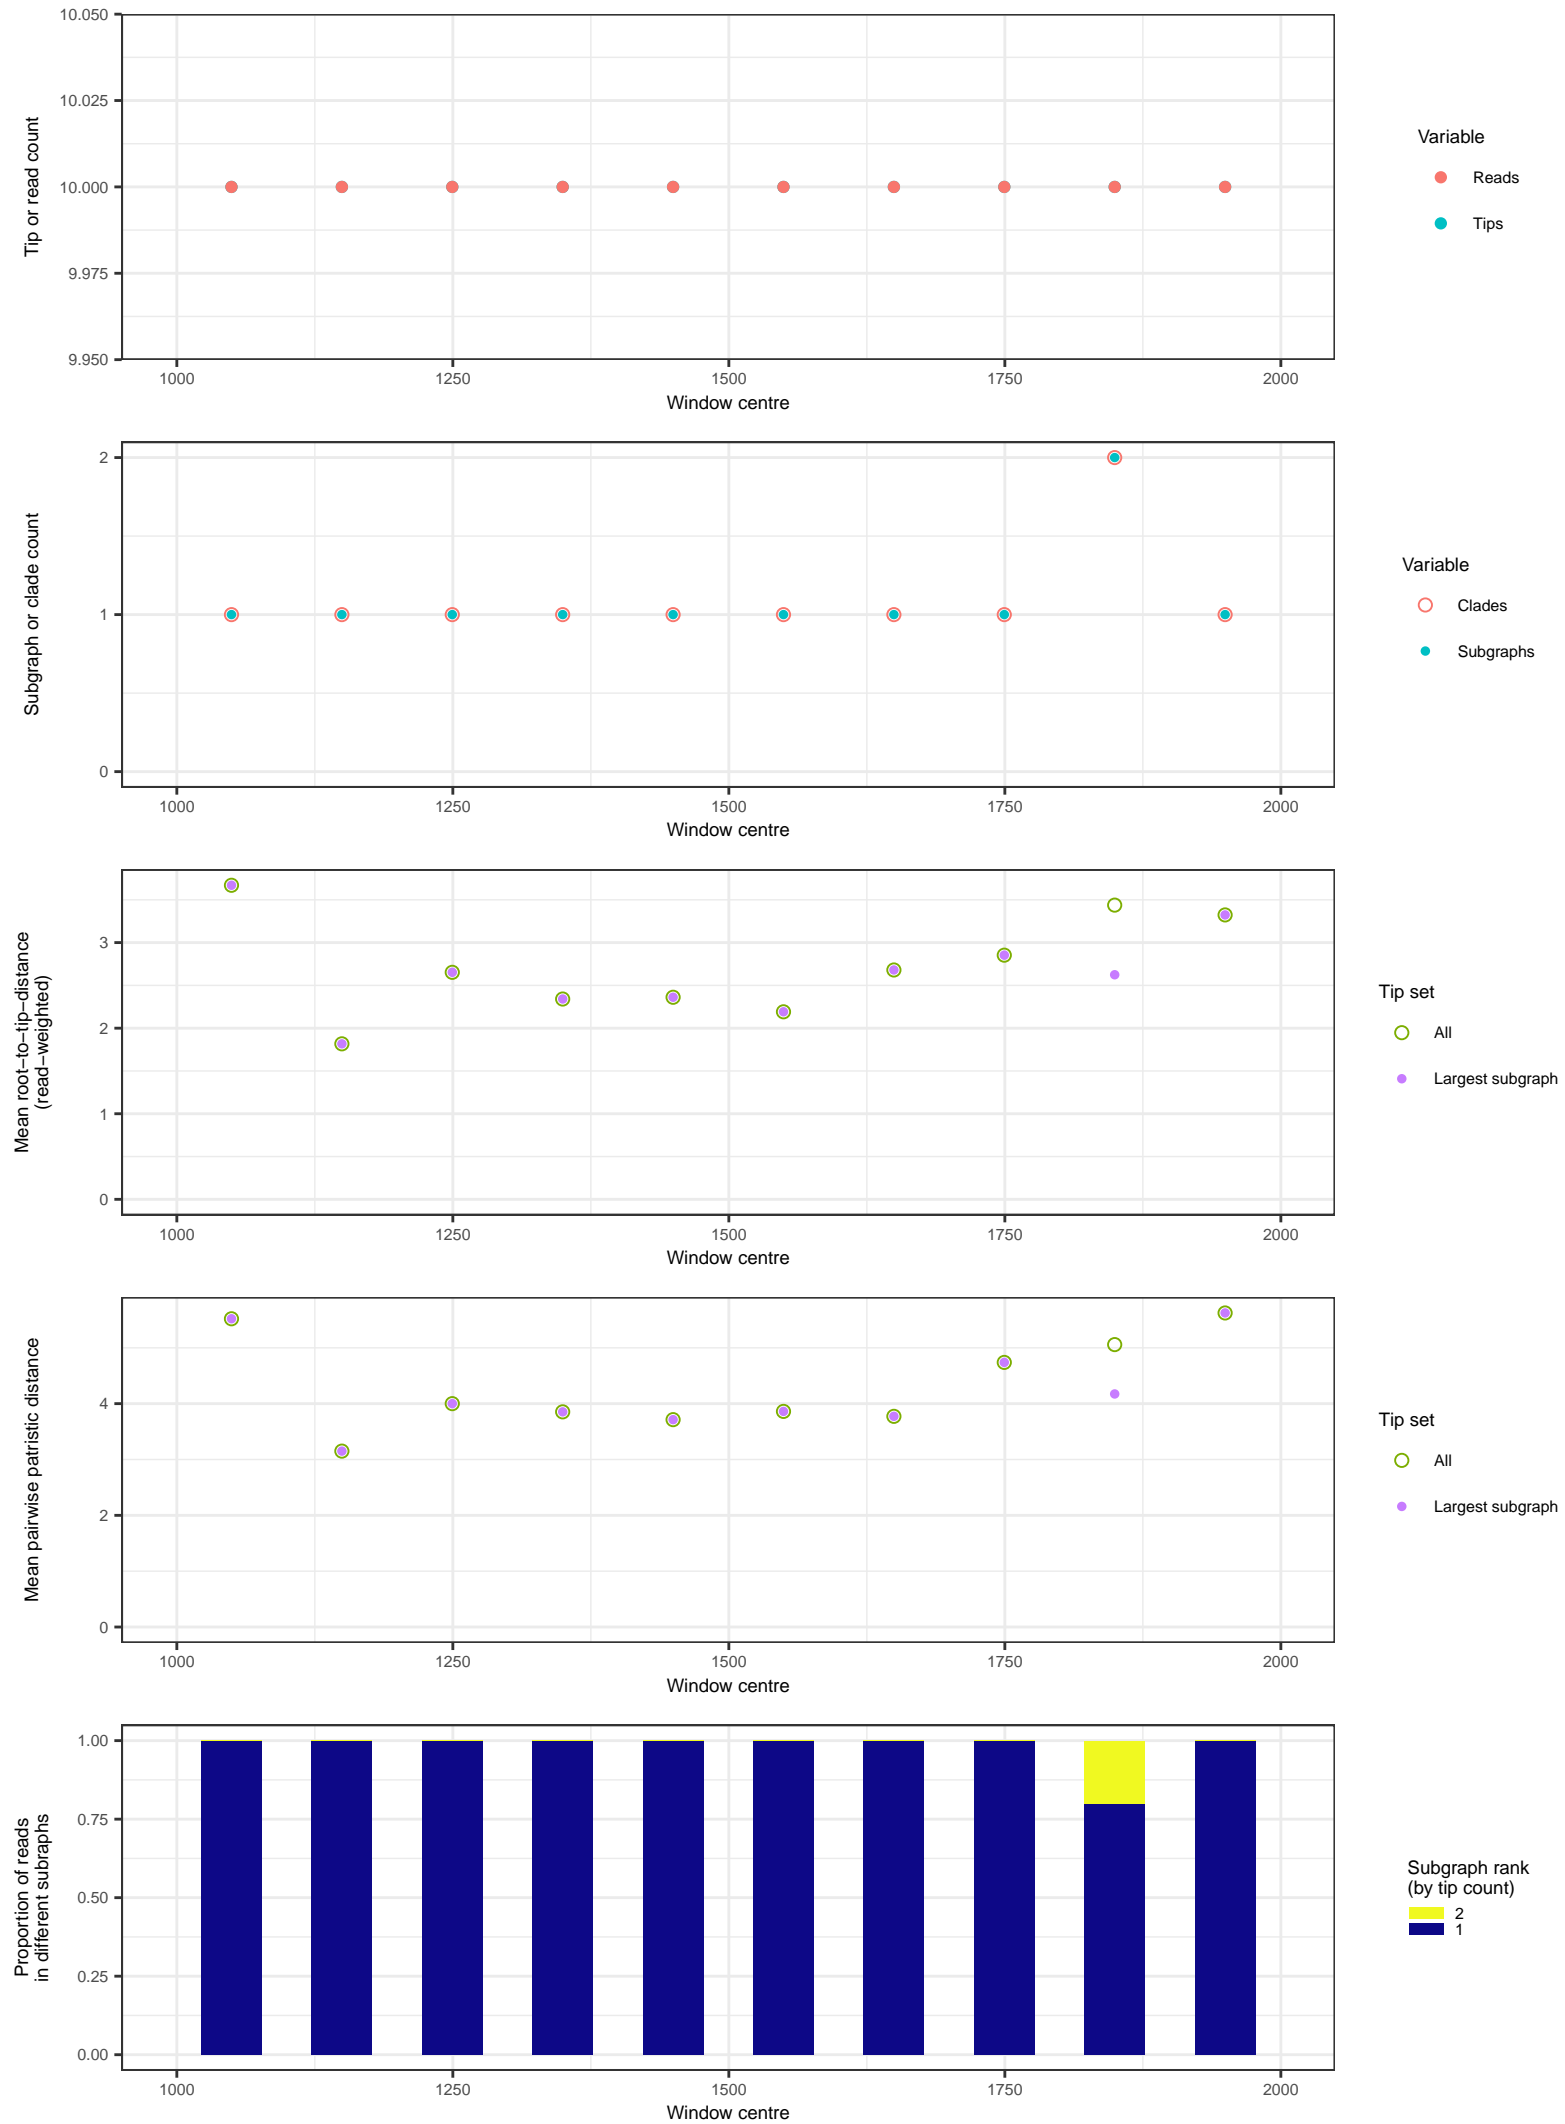 10.050
10.025
10.000
9.975
9.950
Tip or read count
1000 1250 1500 1750 2000
Window centre
Variable
Reads
Tips
2
1
0
Subgraph or clade count
1000 1250 1500 1750 2000
Window centre
Variable
Clades
Subgraphs
3
2
1
0
Mean root−to−tip−distance
(read−weighted)
1000 1250 1500 1750 2000
Window centre
Tip set
All
Largest subgraph
4
2
0
Mean pairwise patristic distance
1000 1250 1500 1750 2000
Window centre
Tip set
All
Largest subgraph
1.00
0.75
0.50
0.25
0.00
Proportion of reads
in different subraphs
1000 1250 1500 1750 2000
Window centre
Subgraph rank
(by tip count)
2
1